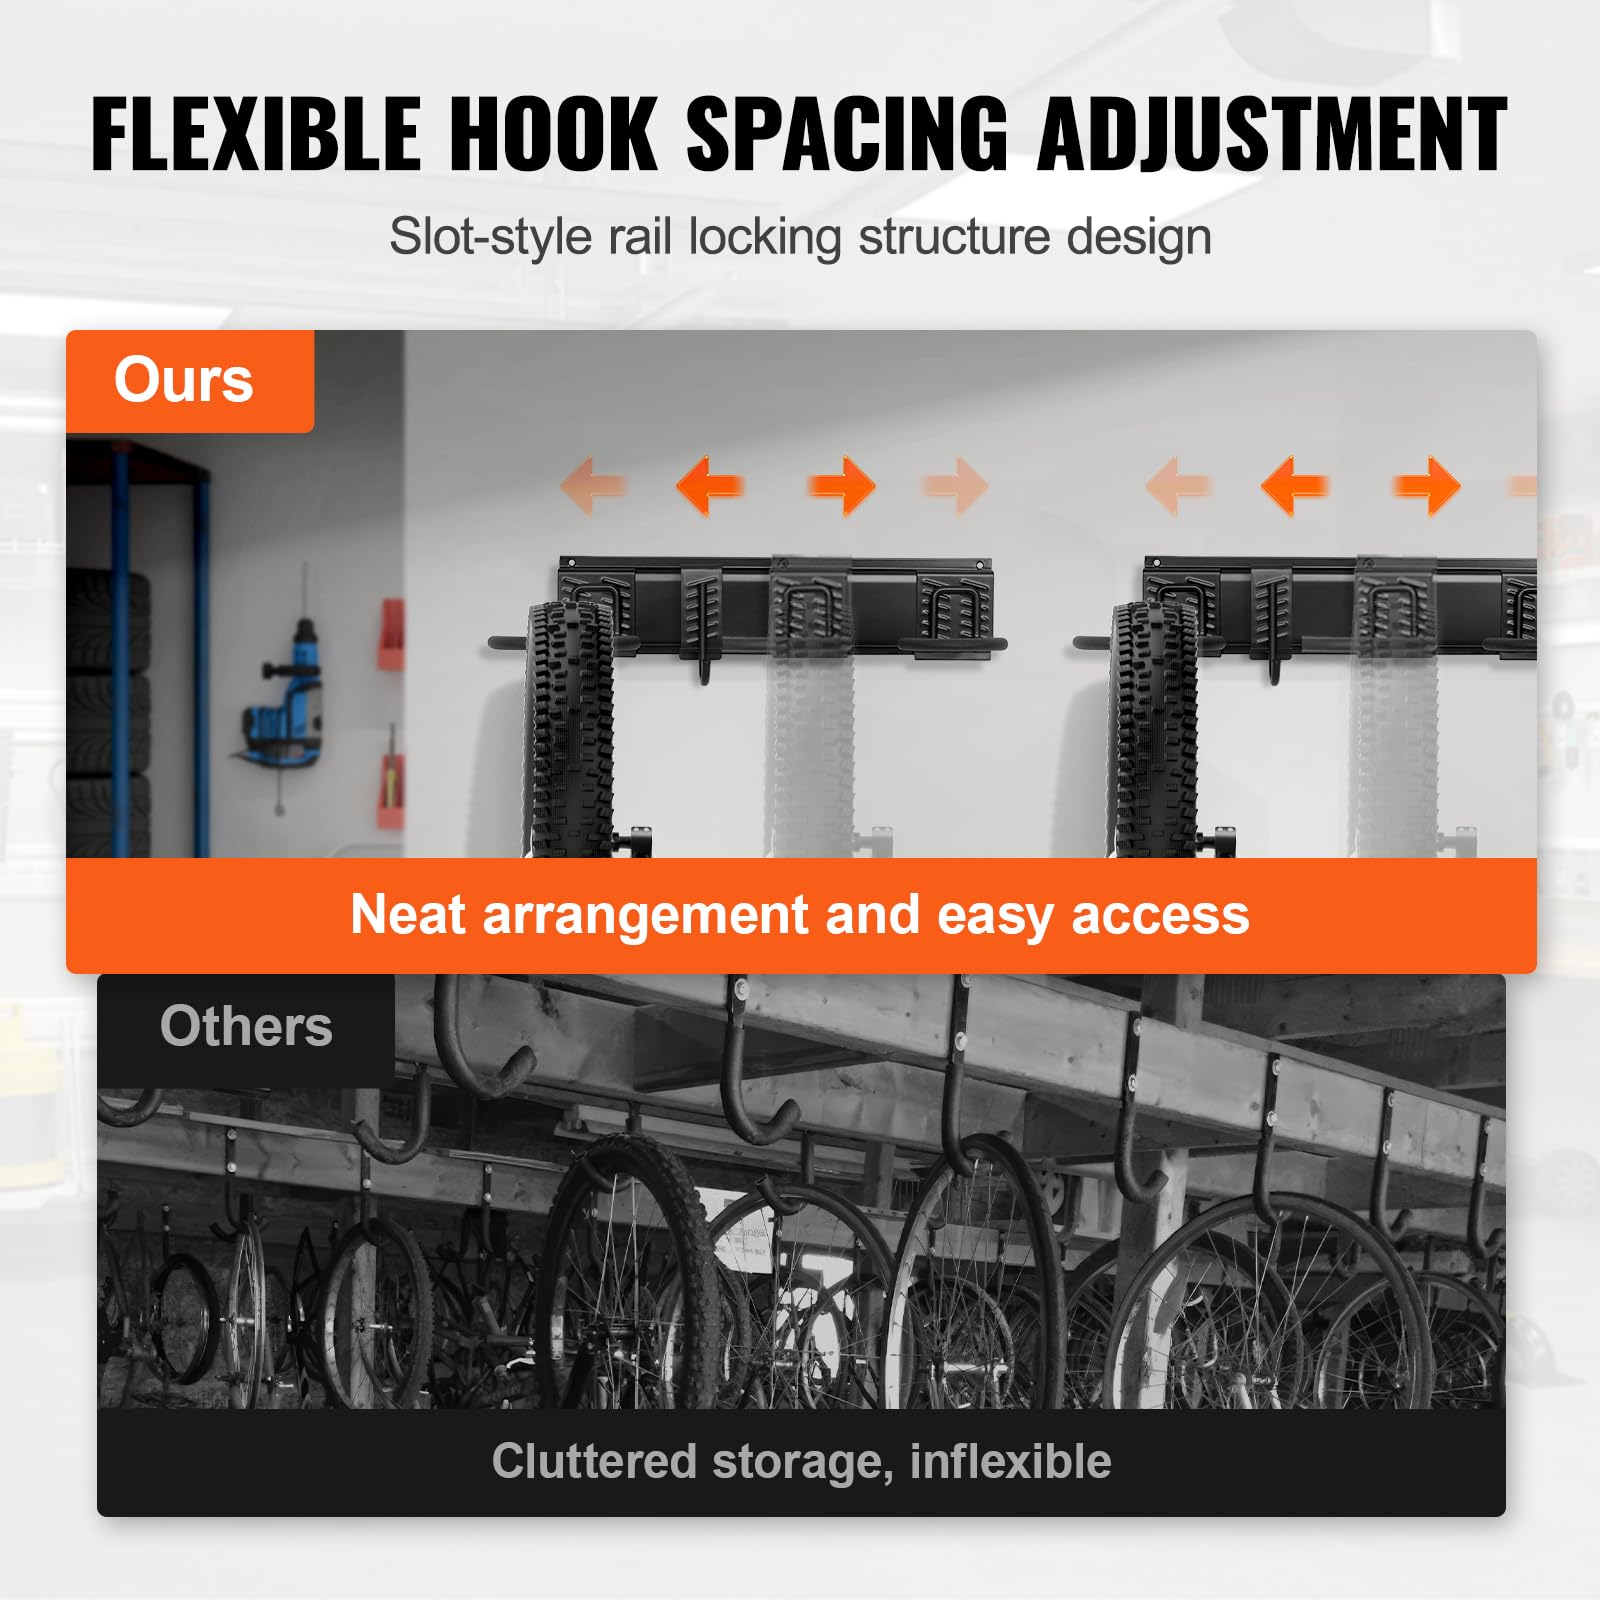 FLEXIBLE HOOK SPACING ADJUSTMENT
Slot-style rail locking structure design
Ours
Neat arrangement and easy access
Others
Cluttered storage, inflexible